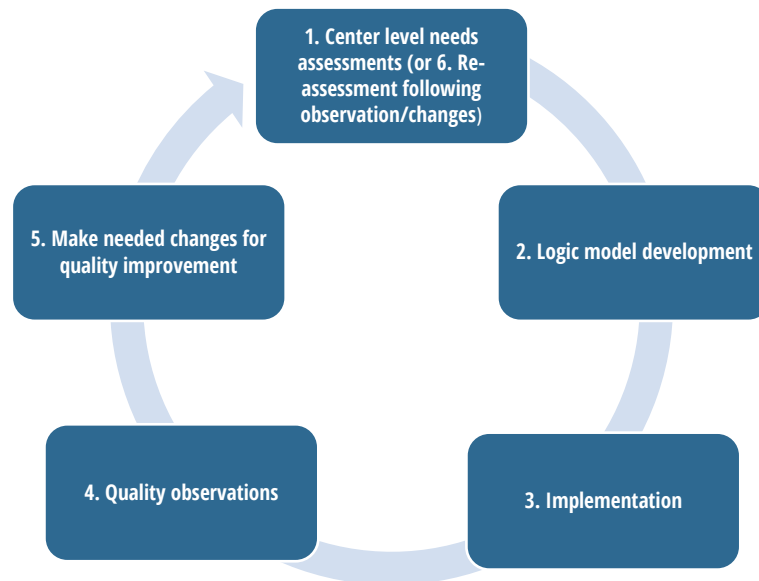 1. Center level needs
assessments (or 6. Re-
assessment following
observation/changes)
2. Logic model development
3. Implementation
4. Quality observations
5. Make needed changes for
quality improvement